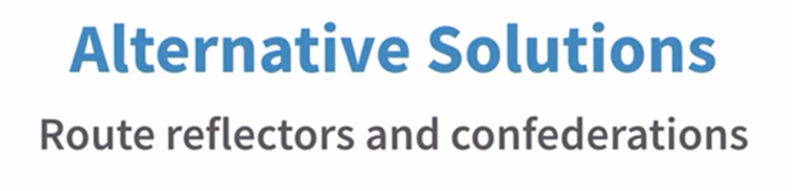 Alternative Solutions
Route reflectors and confederations